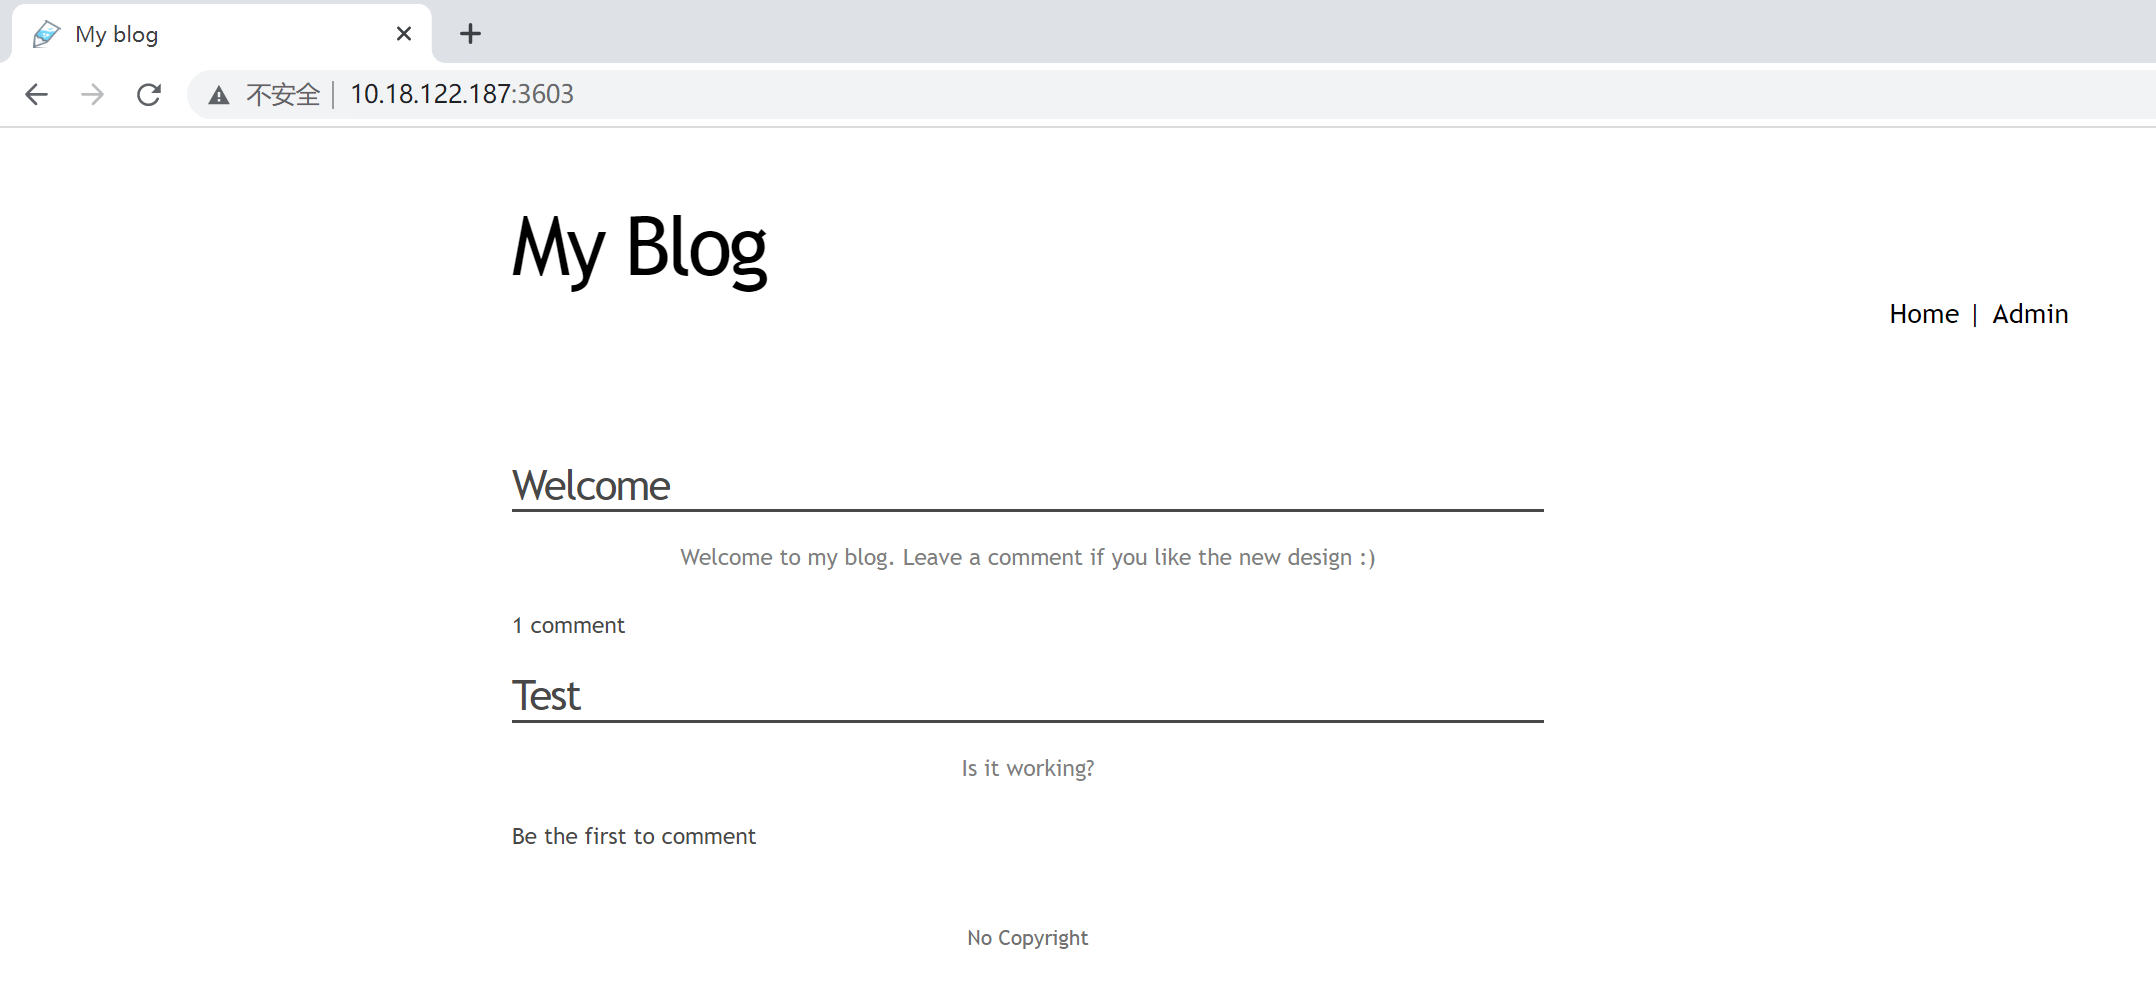 My blog
不安全 10.18.122.187:3603
My Blog
Home | Admin
Welcome
Welcome to my blog. Leave a comment if you like the new design :)
1 comment
Test
Is it working?
Be the first to comment
No Copyright